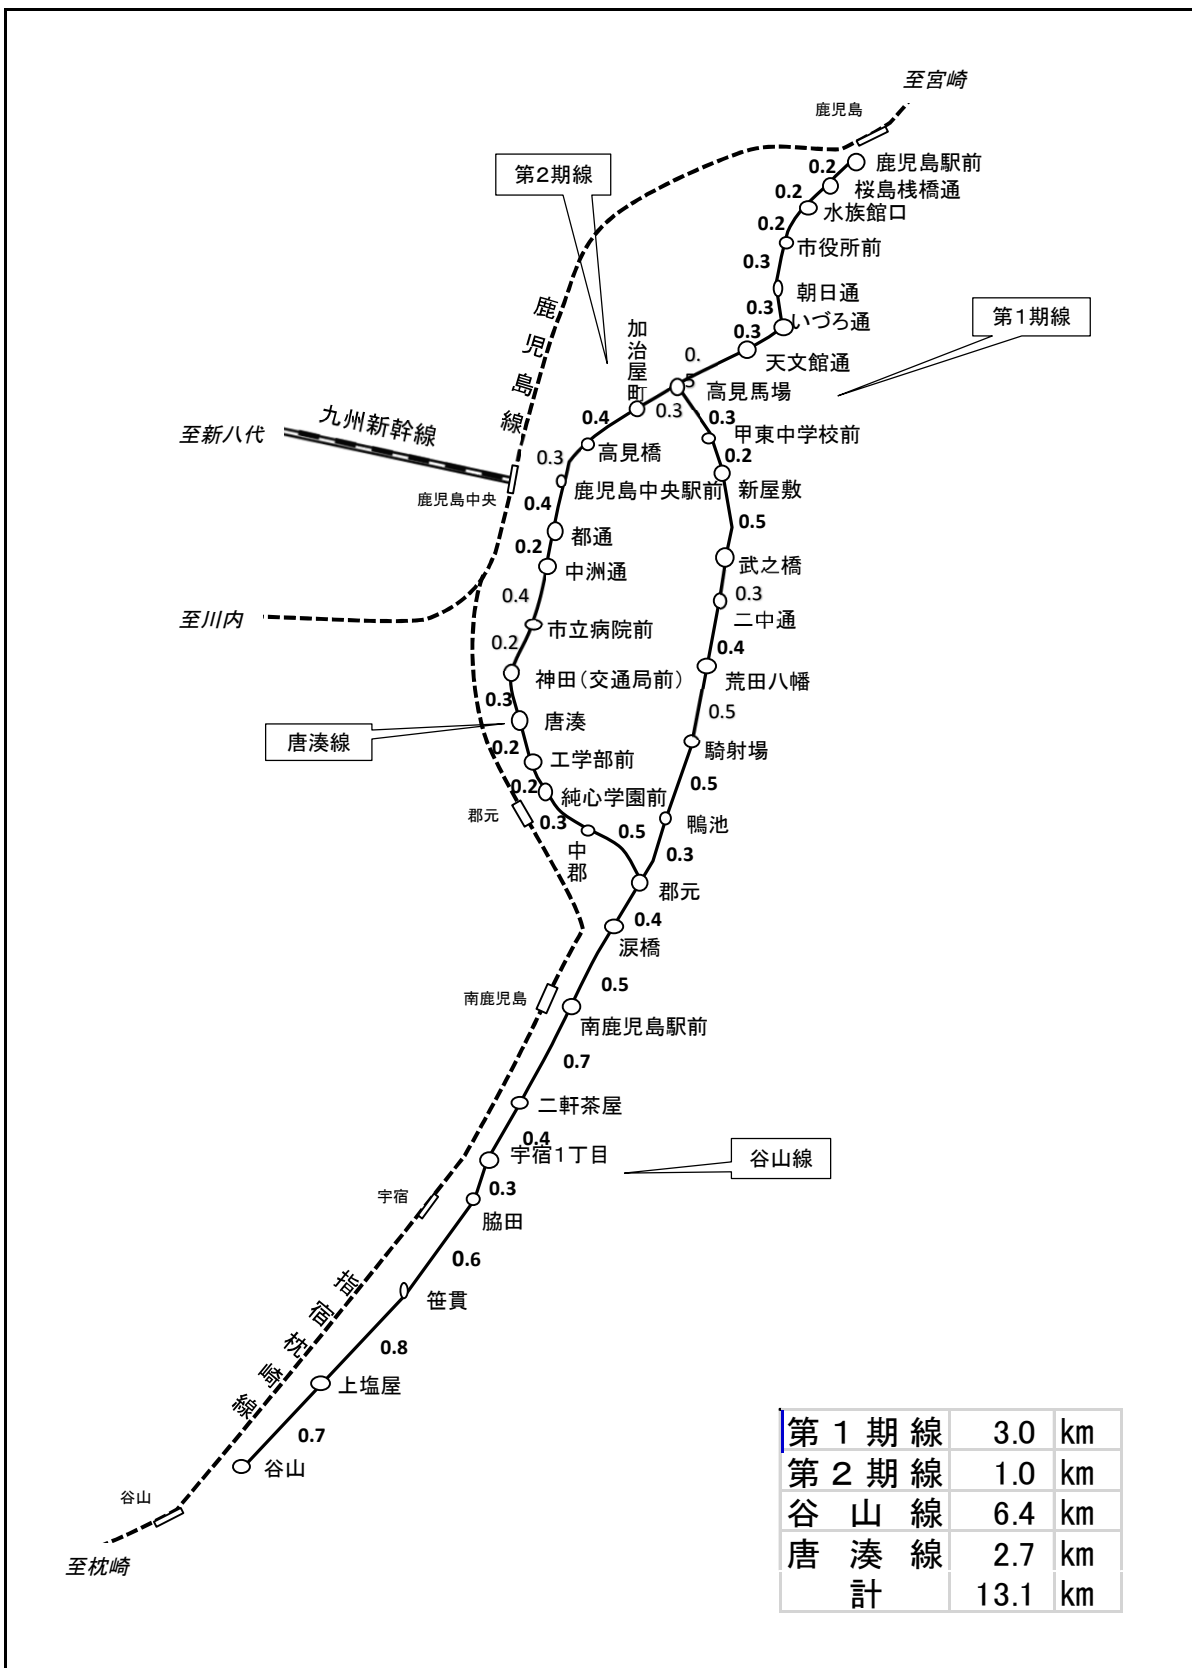 至宮崎
鹿児島
鹿児島駅前
0.2
桜島桟橋通
0.2
水族館口
0.2
市役所前
0.3
朝日通
0.3
いづろ通
0.3
天文館通
0.5
高見馬場
第2期線
第1期線
鹿児島線
加治屋町
0.3
0.4
高見橋
0.3
鹿児島中央駅前
0.4
都通
0.2
中洲通
0.4
市立病院前
0.2
神田(交通局前)
0.3
唐湊
0.2
工学部前
0.2
純心学園前
0.3
中郡
0.5
0.3
甲東中学校前
0.2
新屋敷
0.5
武之橋
0.3
二中通
0.4
荒田八幡
0.5
騎射場
0.5
鴨池
0.3
郡元
九州新幹線
至新八代
鹿児島中央
至川内
唐湊線
郡元
0.4
涙橋
0.5
南鹿児島
南鹿児島駅前
0.7
二軒茶屋
0.4
宇宿1丁目
谷山線
0.3
宇宿
脇田
0.6
笹貫
0.8
指宿枕崎線
上塩屋
0.7
谷山
谷山
至枕崎
第1期線 3.0 km
第2期線 1.0 km
谷山線 6.4 km
唐湊線 2.7 km
計 13.1 km